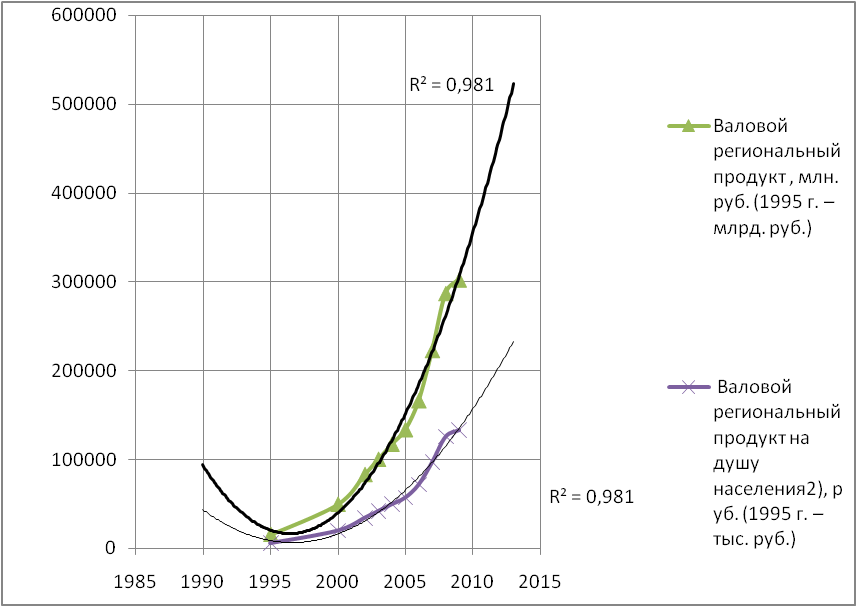 600000
500000
400000
300000
200000
100000
0
1985 1990 1995 2000 2005 2010 2015
R² = 0,981
R² = 0,981
Валовой
региональный
продукт , млн.
руб. (1995 г. –
млрд. руб.)
Валовой
региональный
продукт на
душу
населения2), р
уб. (1995 г. –
тыс. руб.)